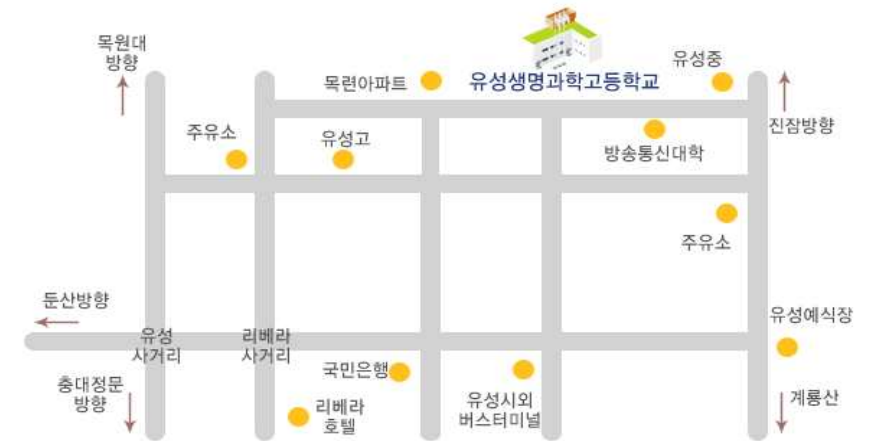 목원대
방향
목련아파트
유성생명과학고등학교
유성중
주유소
유성고
방송통신대학
진잠방향
주유소
둔산방향
유성
사거리
리베라
사거리
유성예식장
국민은행
충대정문
방향
리베라
호텔
유성시외
버스터미널
계룡산